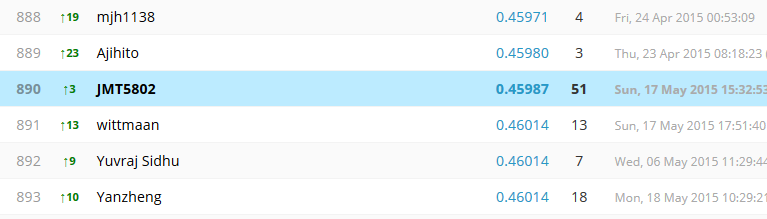 888 ↑19 mjh1138 0.45971 4 Fri, 24 Apr 2015 00:53:09
889 ↑23 Ajihito 0.45980 3 Thu, 23 Apr 2015 08:18:23 (
890 ↑3 JMT5802 0.45987 51 Sun, 17 May 2015 15:32:53
891 ↑13 wittmaan 0.46014 13 Sun, 17 May 2015 17:51:40
892 ↑9 Yuvraj Sidhu 0.46014 7 Wed, 06 May 2015 11:29:44
893 ↑10 Yanzheng 0.46014 18 Mon, 18 May 2015 10:29:21